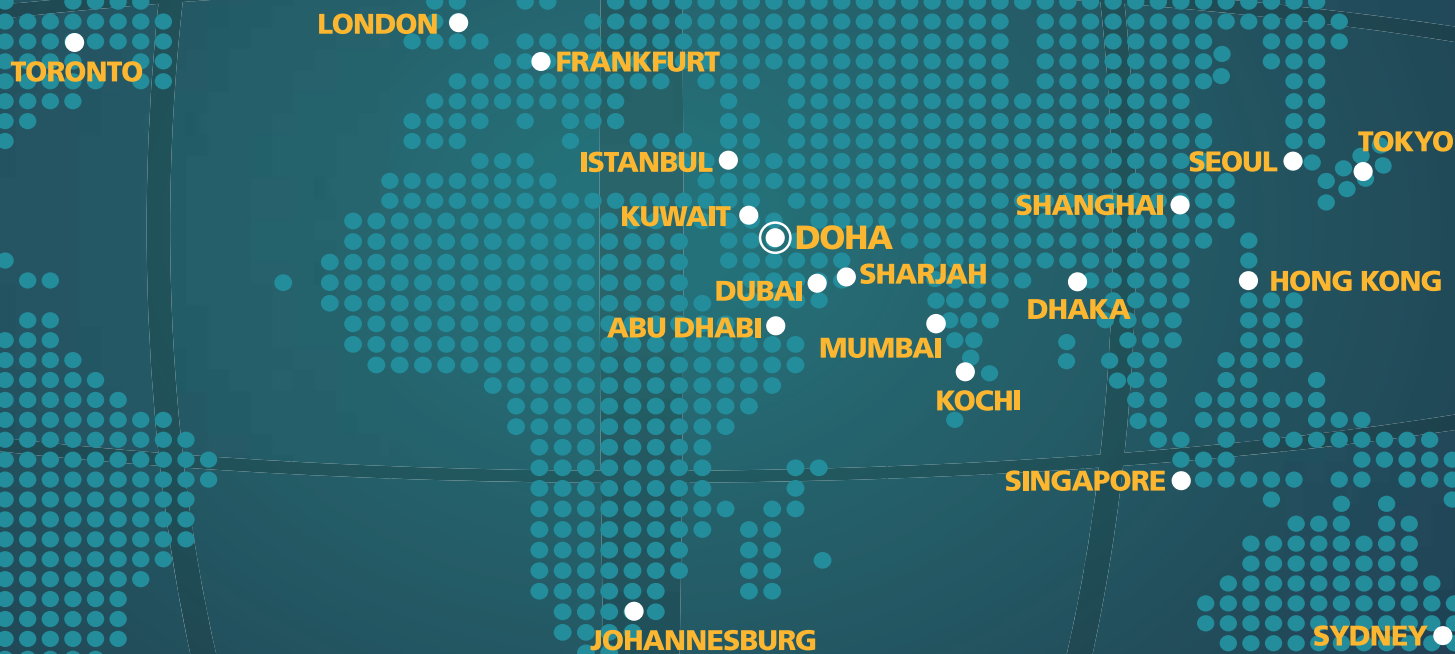 LONDON
TORONTO
FRANKFURT
ISTANBUL
TOKYO
SEOUL
KUWAIT
SHANGHAI
DOHA
SHARJAH
DUBAI
HONG KONG
DHAKA
ABU DHABI
MUMBAI
KOCHI
SINGAPORE
JOHANNESBURG
SYDNEY